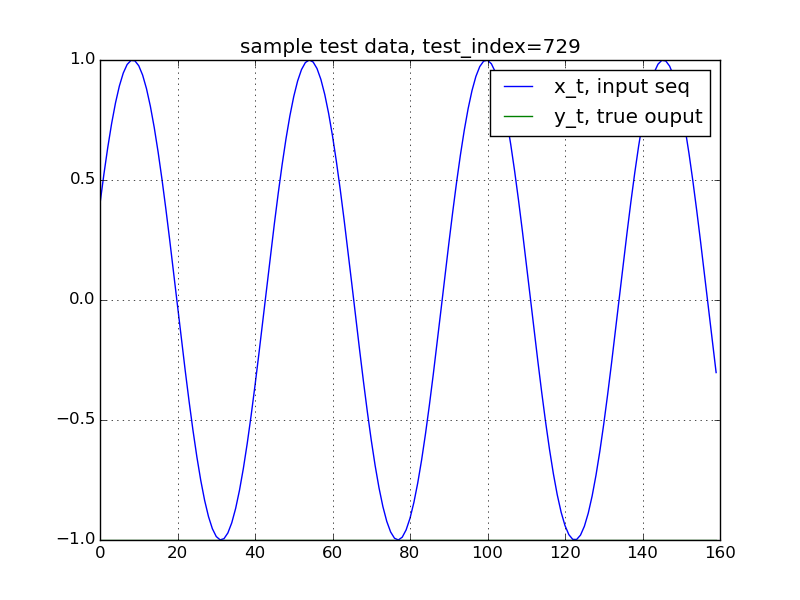 sample test data, test_index=729
x_t, input seq
y_t, true ouput
1.0
0.5
0.0
−0.5
−1.0
0 20 40 60 80 100 120 140 160